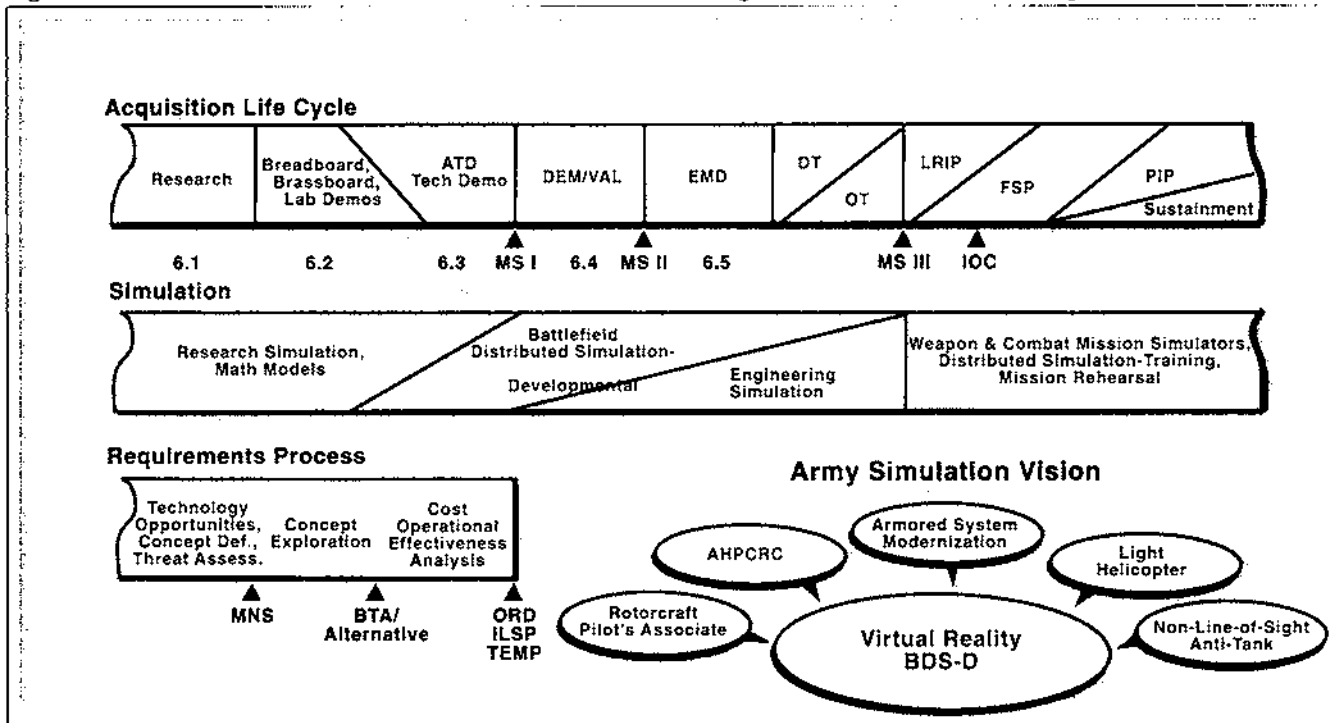 Acquisition Life Cycle
Research
Breadboard,
Brassboard,
Lab Demos
ATD
Tech Demo
DEM/VAL
EMD
DT
OT
LRIP
FSP
PIP
Sustainment
6.1
6.2
6.3
MS I
6.4
MS II
6.5
MS III
IOC
Simulation
Research Simulation,
Math Models
Battlefield
Distributed Simulation-
Developmental
Engineering
Simulation
Weapon & Combat Mission Simulators,
Distributed Simulation-Training,
Mission Rehearsal
Requirements Process
Technology
Opportunities,
Concept Def.,
Threat Assess.
Concept
Exploration
Cost
Operational
Effectiveness
Analysis
MNS
BTA/
Alternative
ORD
ILSP
TEMP
Army Simulation Vision
Rotorcraft
Pilot's Associate
AHPCRC
Armored System
Modernization
Light
Helicopter
Non-Line-of-Sight
Anti-Tank
Virtual Reality
BDS-D